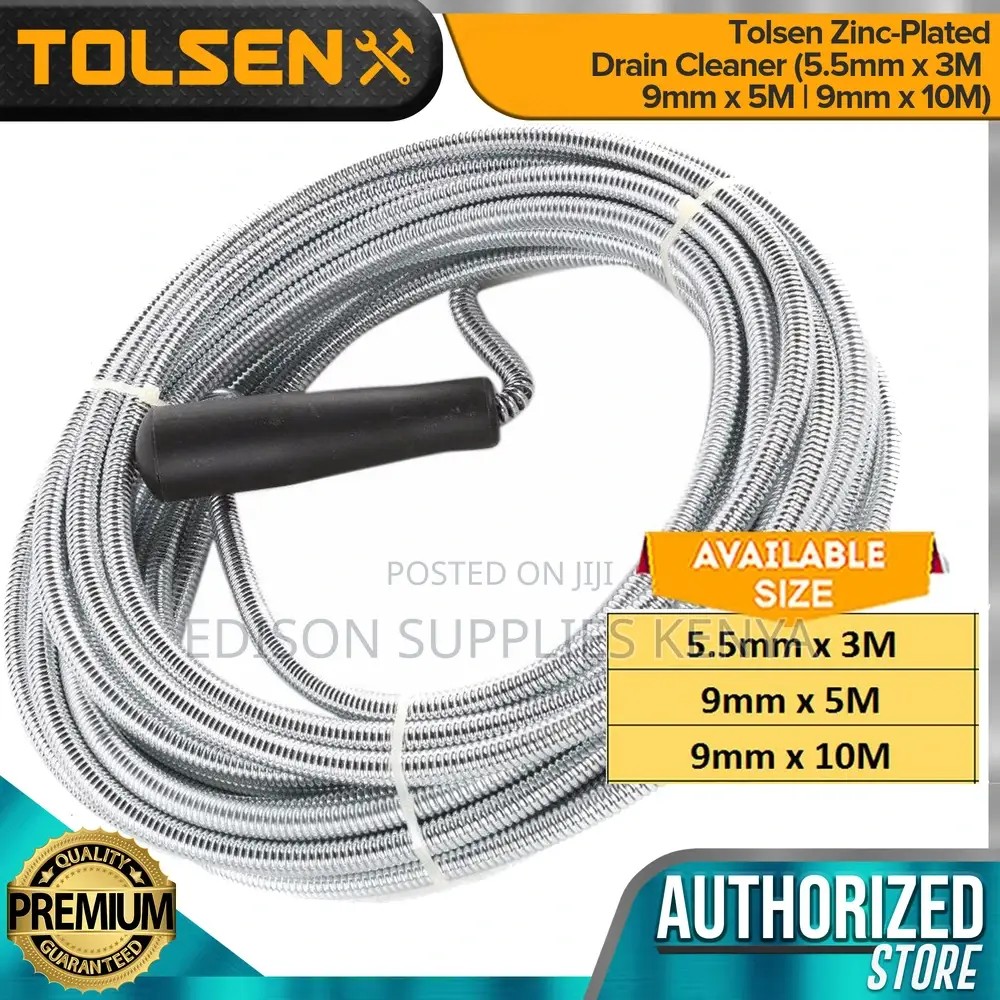 TOLSEN
Tolsen Zinc-Plated
Drain Cleaner (5.5mm x 3M
9mm x 5M | 9mm x 10M)
POSTED ON JIJI
EDISON SUPPLIES KENYA
AVAILABLE
SIZE
5.5mm x 3M
9mm x 5M
9mm x 10M
QUALITY
PREMIUM
GUARANTEED
AUTHORIZED
STORE